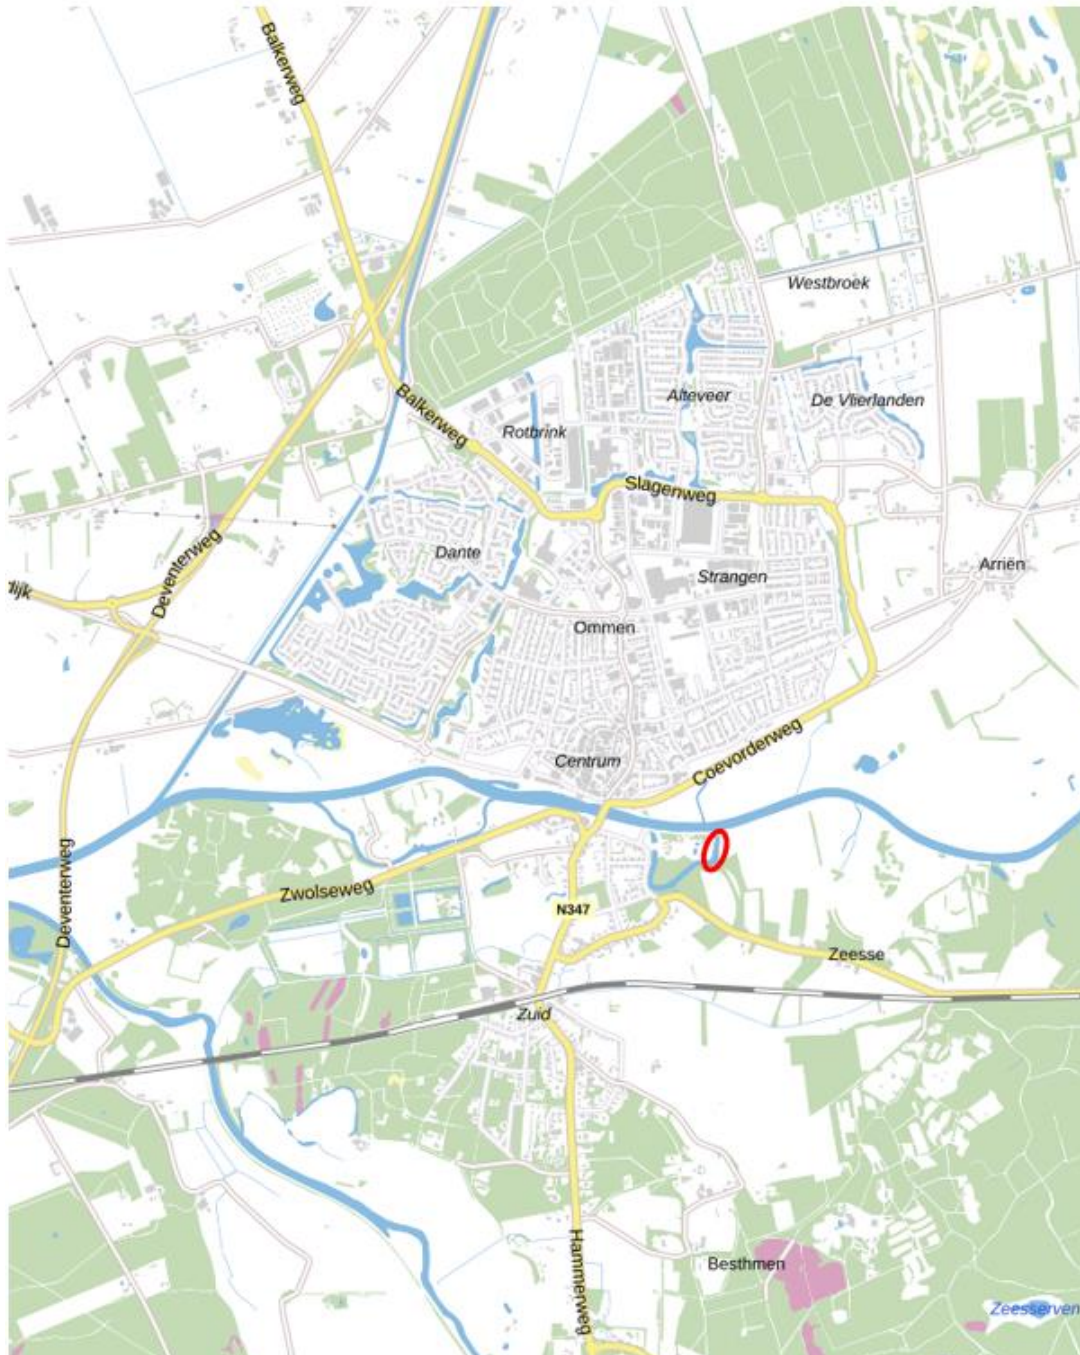 Balkerweg
Westbroek
Alteveer
De Vlierlanden
Balkerweg
Rotbrink
Slagenweg
Dante
Deventerweg
Strangen
Arriën
dijk
Ommen
Centrum
Coevorderweg
Zwolseweg
Deventerweg
N347
Zeesse
Zuid
Hammerweg
Besthmen
Zeesserven